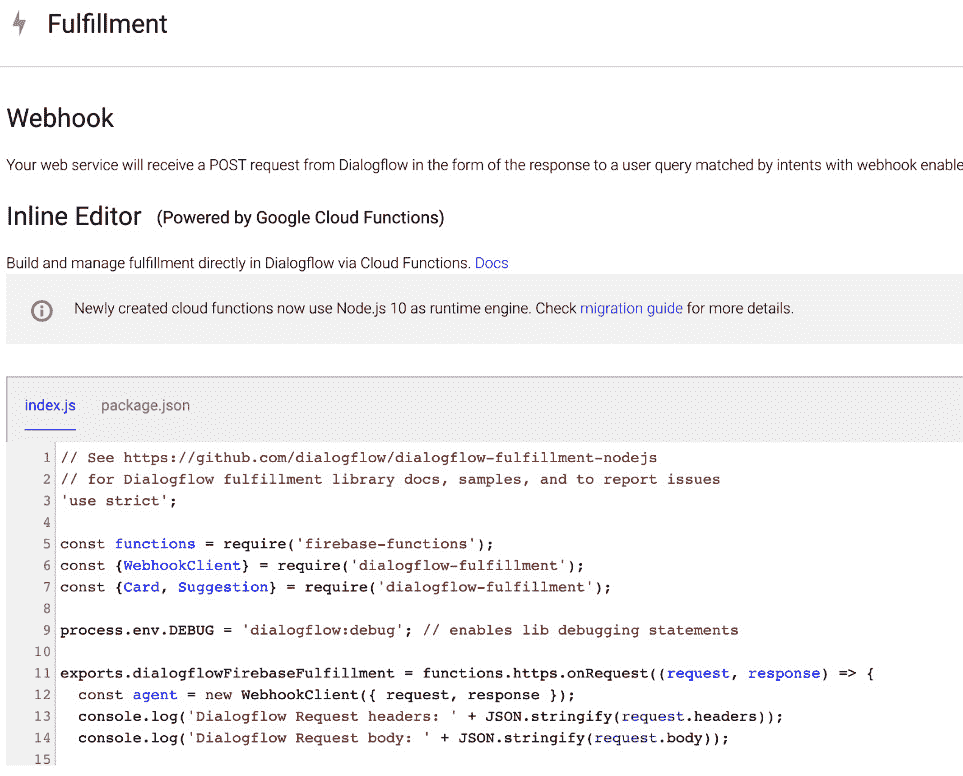 Fulfillment
Webhook
Your web service will receive a POST request from Dialogflow in the form of the response to a user query matched by intents with webhook enable
Inline Editor (Powered by Google Cloud Functions)
Build and manage fulfillment directly in Dialogflow via Cloud Functions. Docs
Newly created cloud functions now use Node.js 10 as runtime engine. Check migration guide for more details.
index.js package.json
1 // See https://github.com/dialogflow/dialogflow-fulfillment-nodejs
2 // for Dialogflow fulfillment library docs, samples, and to report issues
3 'use strict';
4
5 const functions = require('firebase-functions');
6 const {WebhookClient} = require('dialogflow-fulfillment');
7 const {Card, Suggestion} = require('dialogflow-fulfillment');
8
9 process.env.DEBUG = 'dialogflow:debug'; // enables lib debugging statements
10
11 exports.dialogflowFirebaseFulfillment = functions.https.onRequest((request, response) => {
12 const agent = new WebhookClient({ request, response });
13 console.log('Dialogflow Request headers: ' + JSON.stringify(request.headers));
14 console.log('Dialogflow Request body: ' + JSON.stringify(request.body));
15